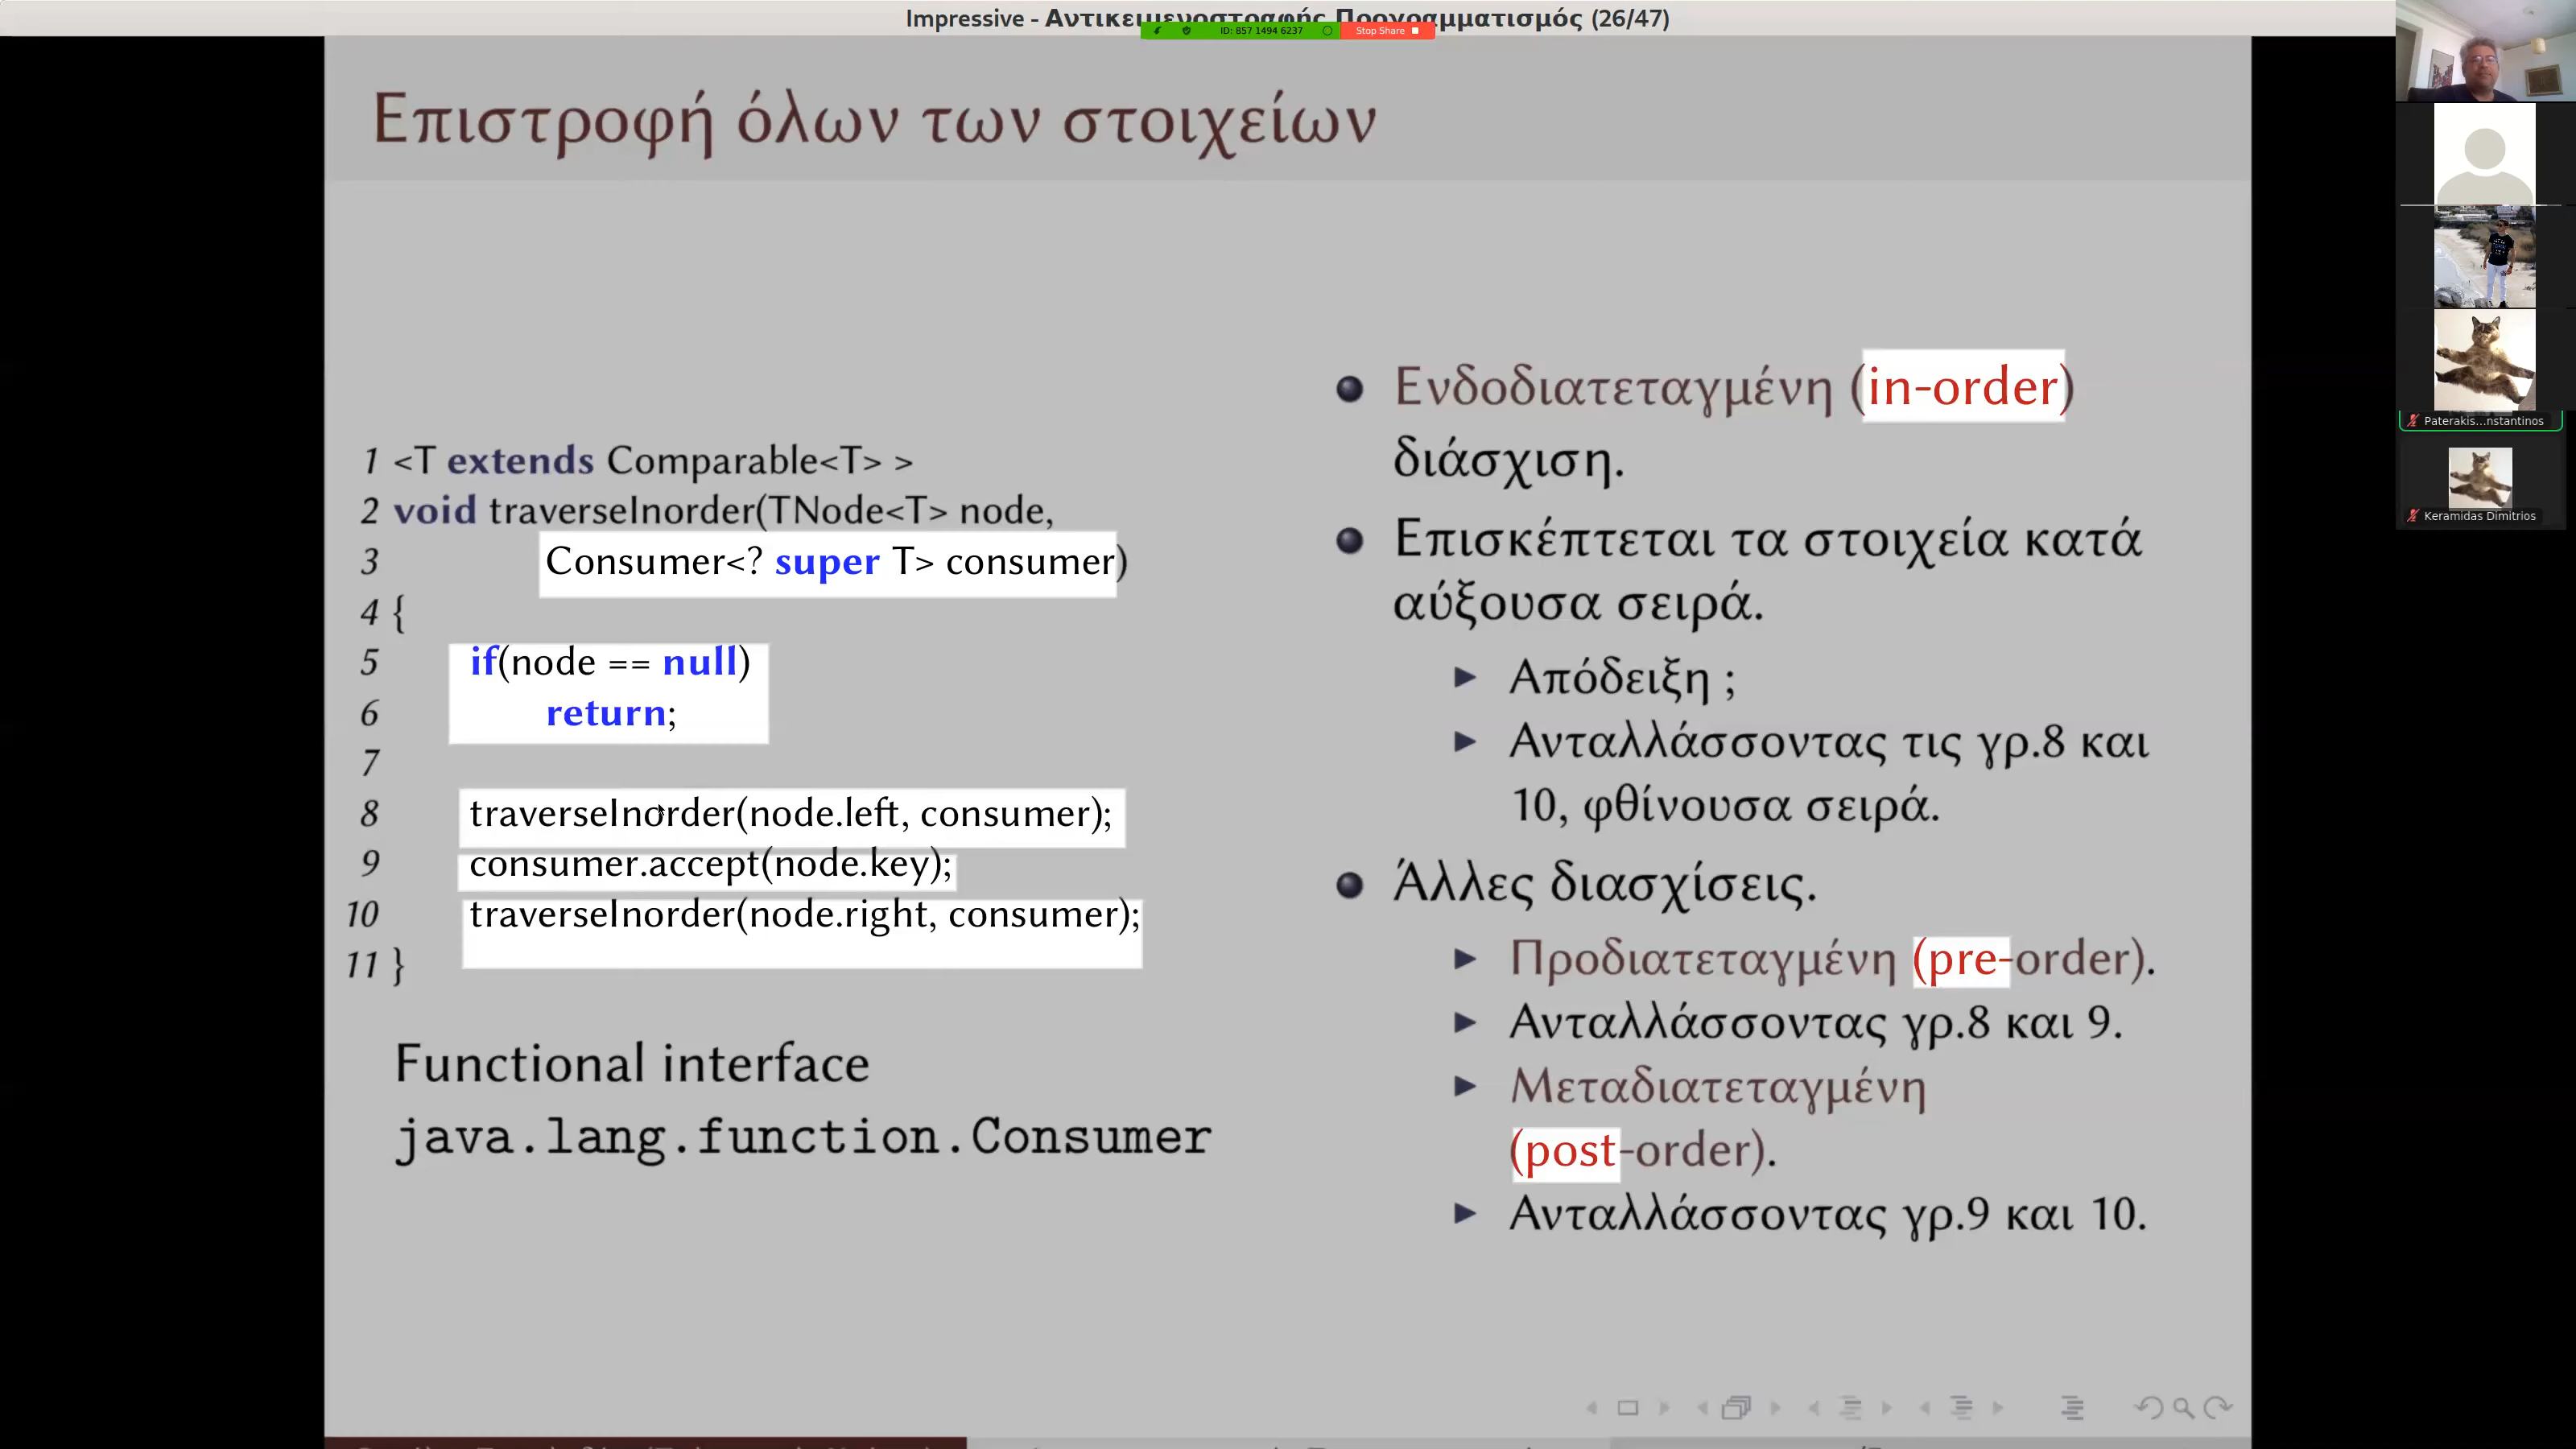 Impressive - Αντικειμενοστραφής Προγραμματισμός (26/47)
ID: 857 1494 6237
Stop Share
Επιστροφή όλων των στοιχείων
1 <T extends Comparable<T> >
2 void traverseInorder(TNode<T> node,
3 Consumer<? super T> consumer)
4 {
5 if(node == null)
6 return;
7
8 traverseInorder(node.left, consumer);
9 consumer.accept(node.key);
10 traverseInorder(node.right, consumer);
11 }
Functional interface
java.lang.function.Consumer
Ενδοδιατεταγμένη (in-order)
διάσχιση.
Επισκέπτεται τα στοιχεία κατά
αύξουσα σειρά.
Απόδειξη ;
Ανταλλάσσοντας τις γρ.8 και
10, φθίνουσα σειρά.
Άλλες διασχίσεις.
Προδιατεταγμένη (pre-order).
Ανταλλάσσοντας γρ.8 και 9.
Μεταδιατεταγμένη
(post-order).
Ανταλλάσσοντας γρ.9 και 10.
Paterakis...nstantinos
Keramidas Dimitrios